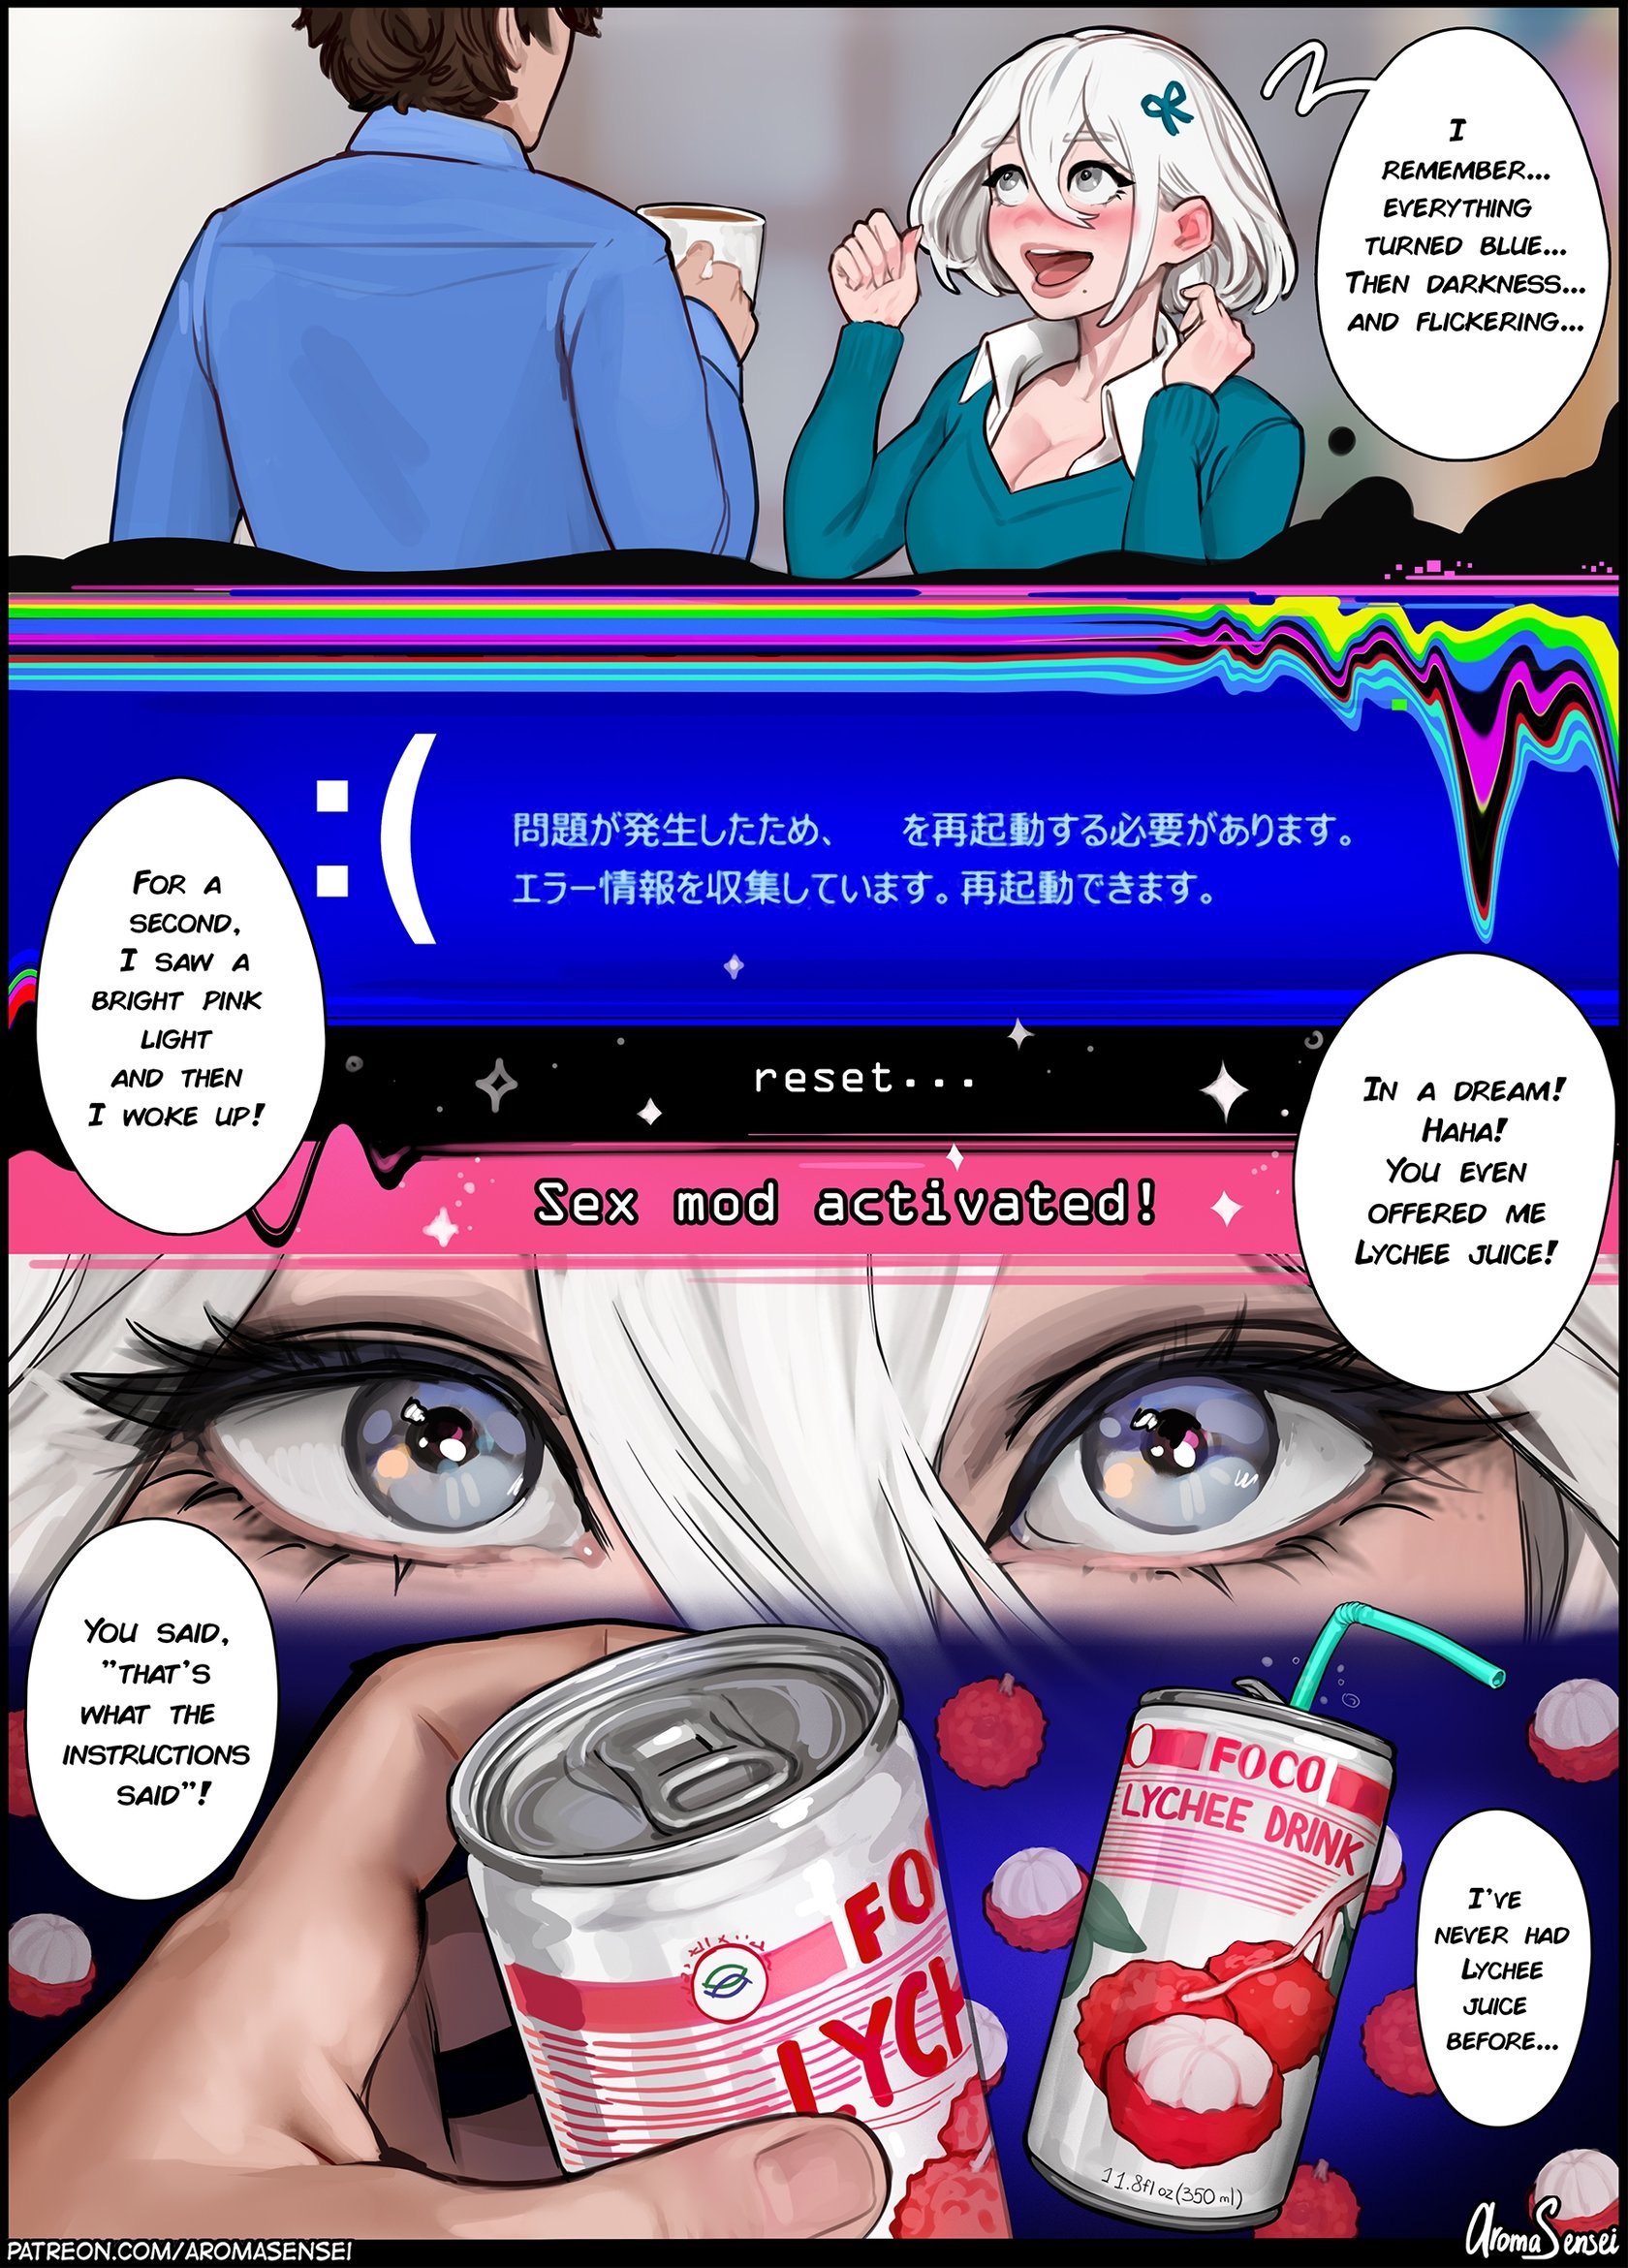 I
REMEMBER...
EVERYTHING
TURNED BLUE...
THEN DARKNESS...
AND FLICKERING...
:(
問題が発生したため、 を再起動する必要があります。
エラー情報を収集しています。再起動できます。
FOR A
SECOND,
I SAW A
BRIGHT PINK
LIGHT
AND THEN
I WOKE UP!
reset...
Sex mod activated!
IN A DREAM!
HAHA!
YOU EVEN
OFFERED ME
LYCHEE JUICE!
YOU SAID,
"THAT'S
WHAT THE
INSTRUCTIONS
SAID"!
FO
LYCH
FOCO
LYCHEE DRINK
11.8fl oz(350 ml)
I'VE
NEVER HAD
LYCHEE
JUICE
BEFORE...
PATREON.COM/AROMASENSEI
AromaSensei